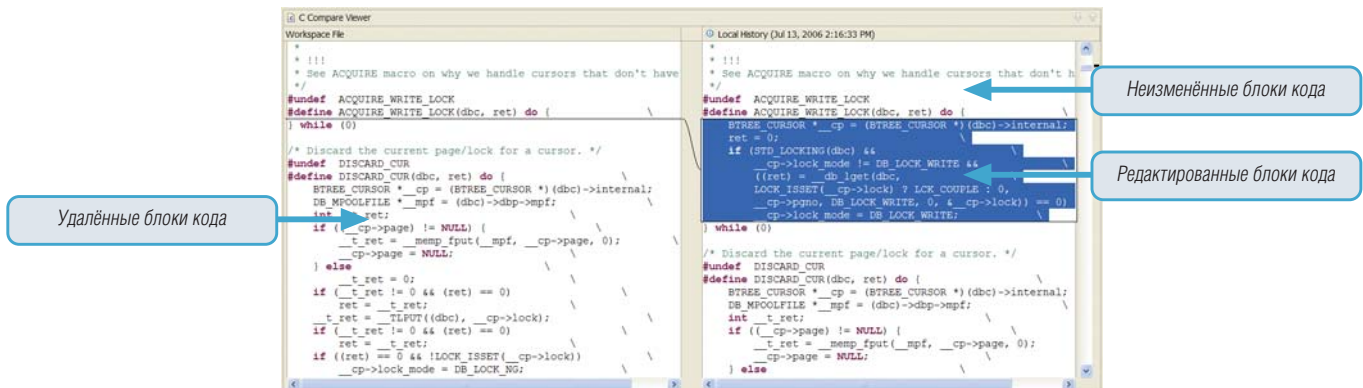 C Compare Viewer
Workspace File
*
* !!!
* See ACQUIRE macro on why we handle cursors that don't have
*/
#undef ACQUIRE_WRITE_LOCK
#define ACQUIRE_WRITE_LOCK(dbc, ret) do { \
} while (0)
/* Discard the current page/lock for a cursor. */
#undef DISCARD_CUR
#define DISCARD_CUR(dbc, ret) do { \
BTREE_CURSOR *__cp = (BTREE_CURSOR *)(dbc)->internal;
DB_MPOOLFILE *__mpf = (dbc)->dbp->mpf; \
int __t_ret; \
if ((__cp->page) != NULL) { \
__t_ret = __memp_fput(__mpf, __cp->page, 0); \
__cp->page = NULL; \
} else \
__t_ret = 0; \
if (__t_ret != 0 && (ret) == 0) \
ret = __t_ret; \
__t_ret = __TLPUT((dbc), __cp->lock); \
if (__t_ret != 0 && (ret) == 0) \
ret = __t_ret; \
if ((ret) == 0 && !LOCK_ISSET(__cp->lock)) \
__cp->lock_mode = DB_LOCK_NG; \
Local History (Jul 13, 2006 2:16:33 PM)
*
* !!!
* See ACQUIRE macro on why we handle cursors that don't h
*/
#undef ACQUIRE_WRITE_LOCK
#define ACQUIRE_WRITE_LOCK(dbc, ret) do { \
BTREE_CURSOR *__cp = (BTREE_CURSOR *)(dbc)->internal;
ret = 0; \
if (STD_LOCKING(dbc) && \
__cp->lock_mode != DB_LOCK_WRITE && \
((ret) = __db_lget(dbc, \
LOCK_ISSET(__cp->lock) ? LCK_COUPLE : 0, \
__cp->pgno, DB_LOCK_WRITE, 0, &__cp->lock)) == 0)
__cp->lock_mode = DB_LOCK_WRITE; \
} while (0)
/* Discard the current page/lock for a cursor. */
#undef DISCARD_CUR
#define DISCARD_CUR(dbc, ret) do { \
BTREE_CURSOR *__cp = (BTREE_CURSOR *)(dbc)->internal;
DB_MPOOLFILE *__mpf = (dbc)->dbp->mpf; \
int __t_ret; \
if ((__cp->page) != NULL) { \
__t_ret = __memp_fput(__mpf, __cp->page, 0);
__cp->page = NULL; \
} else \
Неизменённые блоки кода
Редактированные блоки кода
Удалённые блоки кода